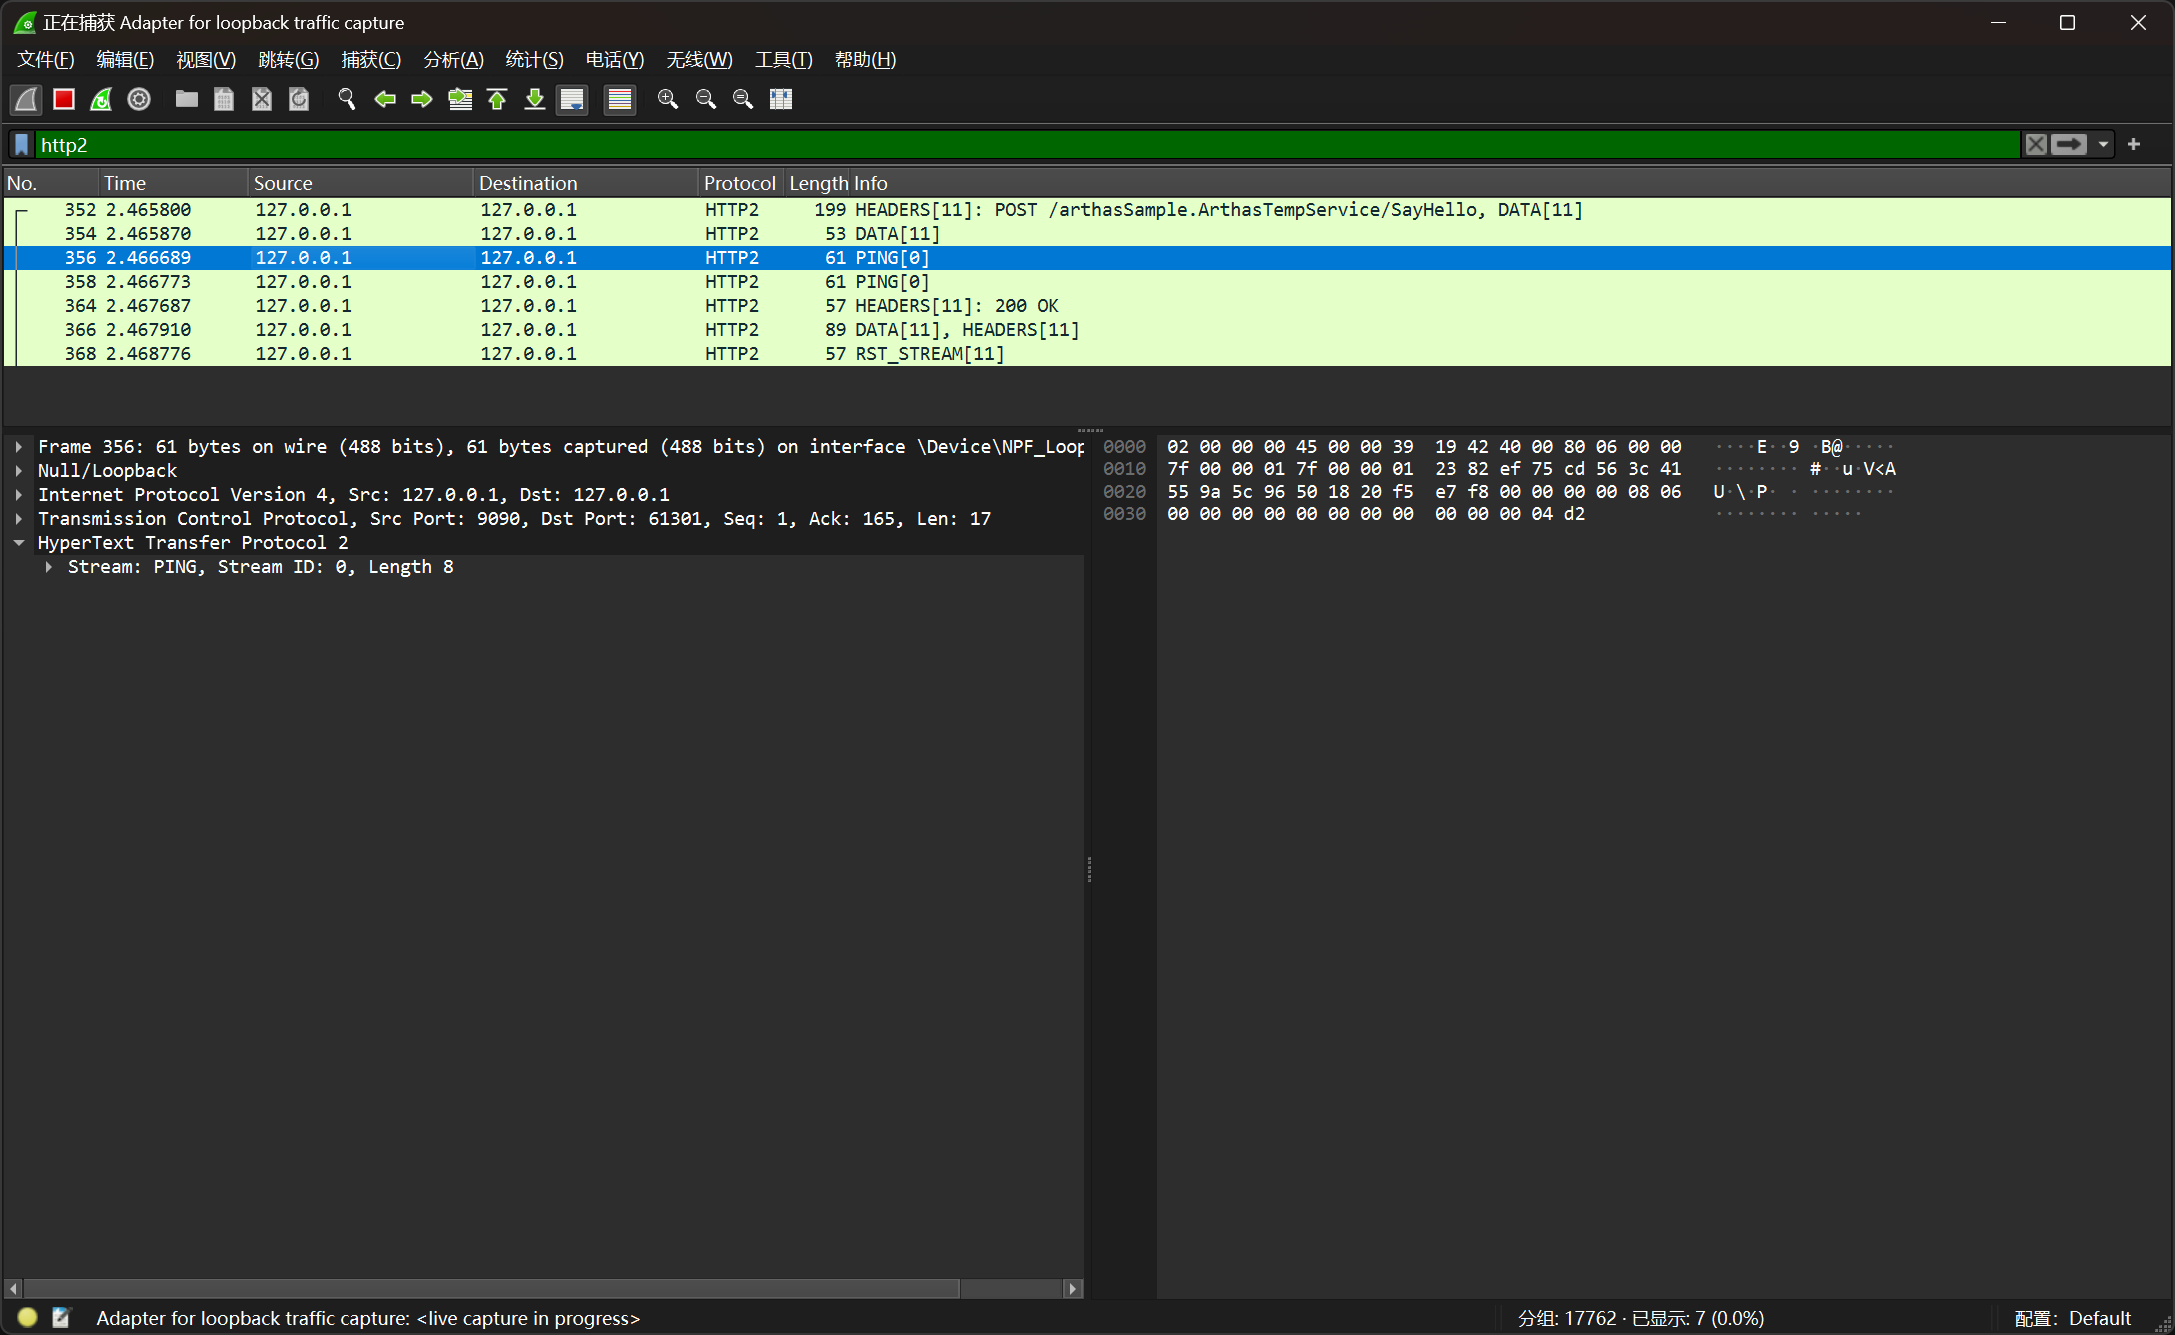 正在捕获 Adapter for loopback traffic capture
文件(F) 编辑(E) 视图(V) 跳转(G) 捕获(C) 分析(A) 统计(S) 电话(Y) 无线(W) 工具(T) 帮助(H)
http2
No. Time Source Destination Protocol Length Info
352 2.465800 127.0.0.1 127.0.0.1 HTTP2 199 HEADERS[11]: POST /arthasSample.ArthasTempService/SayHello, DATA[11]
354 2.465870 127.0.0.1 127.0.0.1 HTTP2 53 DATA[11]
356 2.466689 127.0.0.1 127.0.0.1 HTTP2 61 PING[0]
358 2.466773 127.0.0.1 127.0.0.1 HTTP2 61 PING[0]
364 2.467687 127.0.0.1 127.0.0.1 HTTP2 57 HEADERS[11]: 200 OK
366 2.467910 127.0.0.1 127.0.0.1 HTTP2 89 DATA[11], HEADERS[11]
368 2.468776 127.0.0.1 127.0.0.1 HTTP2 57 RST_STREAM[11]
Frame 356: 61 bytes on wire (488 bits), 61 bytes captured (488 bits) on interface \Device\NPF_Loop
Null/Loopback
Internet Protocol Version 4, Src: 127.0.0.1, Dst: 127.0.0.1
Transmission Control Protocol, Src Port: 9090, Dst Port: 61301, Seq: 1, Ack: 165, Len: 17
HyperText Transfer Protocol 2
Stream: PING, Stream ID: 0, Length 8
0000 02 00 00 00 45 00 00 39 19 42 40 00 80 06 00 00 ····E··9 ·B@·····
0010 7f 00 00 01 7f 00 00 01 23 82 ef 75 cd 56 3c 41 ········ #··u·V<A
0020 55 9a 5c 96 50 18 20 f5 e7 f8 00 00 00 00 08 06 U·\·P· · ········
0030 00 00 00 00 00 00 00 00 00 00 00 04 d2 ········ ·····
Adapter for loopback traffic capture: <live capture in progress>
分组: 17762 · 已显示: 7 (0.0%)
配置: Default